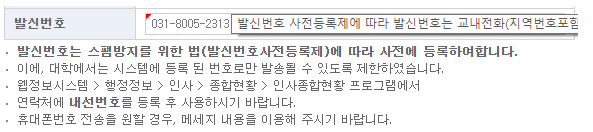 발신번호 031-8005-2313 발신번호 사전등록제에 따라 발신번호는 교내전화(지역번호포함
· 발신번호는 스팸방지를 위한 법(발신번호사전등록제)에 따라 사전에 등록하여합니다.
· 이에, 대학에서는 시스템에 등록 된 번호로만 발송될 수 있도록 제한하였습니다.
· 웹정보시스템 > 행정정보 > 인사 > 종합현황 > 인사종합현황 프로그램에서
· 연락처에 내선번호를 등록 후 사용하시기 바랍니다.
· 휴대폰번호 전송을 원할 경우, 메세지 내용을 이용해 주시기 바랍니다.